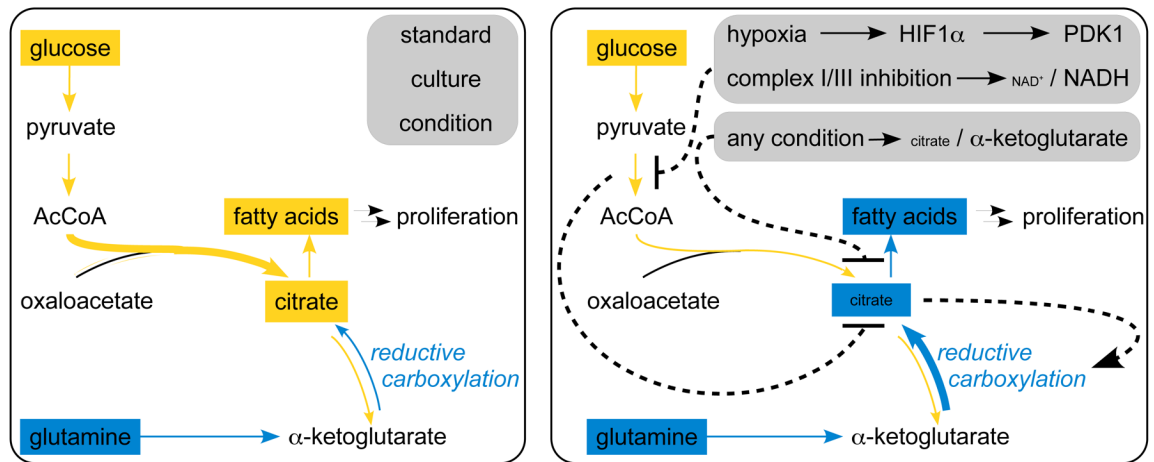 glucose
standard
culture
condition
pyruvate
AcCoA
fatty acids
proliferation
oxaloacetate
citrate
reductive
carboxylation
glutamine
α-ketoglutarate
glucose
hypoxia HIF1α PDK1
complex I/III inhibition NAD⁺ / NADH
pyruvate
any condition citrate / α-ketoglutarate
AcCoA
fatty acids
proliferation
oxaloacetate
citrate
reductive
carboxylation
glutamine
α-ketoglutarate